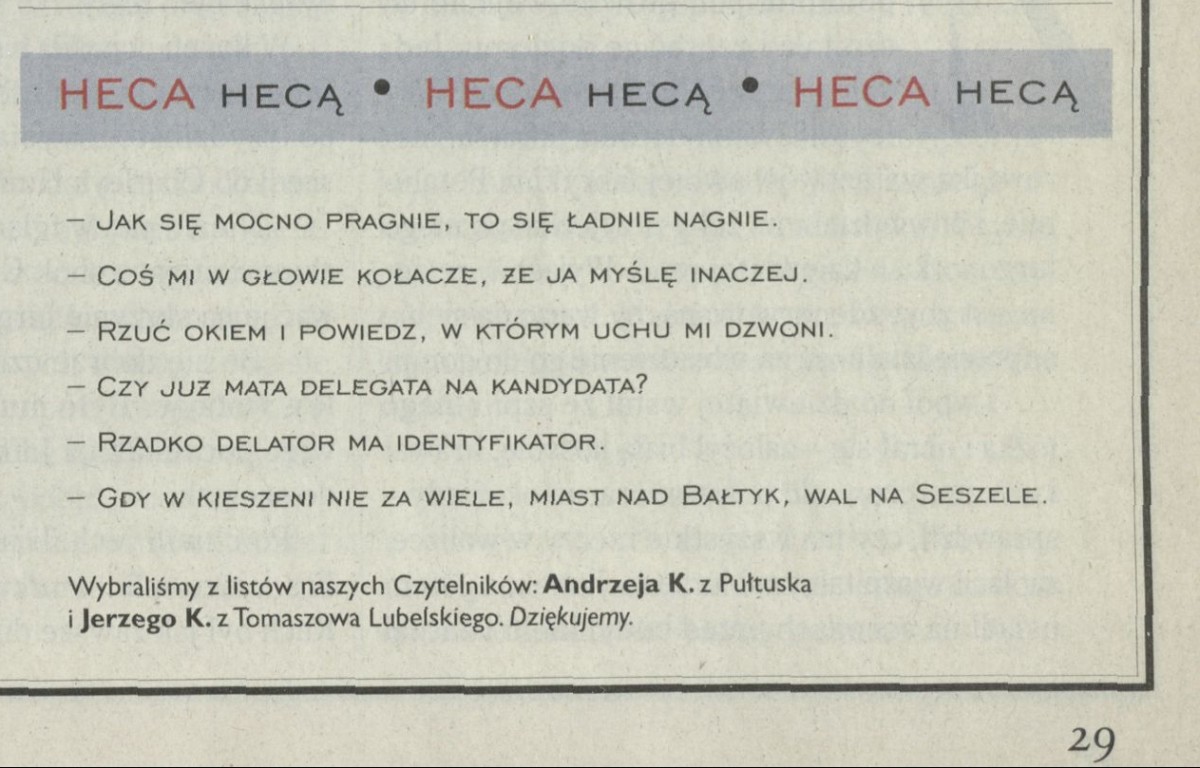 HECA HECĄ • HECA HECĄ • HECA HECĄ
– JAK SIĘ MOCNO PRAGNIE, TO SIĘ ŁADNIE NAGNIE.
– COŚ MI W GŁOWIE KOŁACZE, ŻE JA MYŚLĘ INACZEJ.
– RZUĆ OKIEM I POWIEDZ, W KTÓRYM UCHU MI DZWONI.
– CZY JUŻ MATA DELEGATA NA KANDYDATA?
– RZADKO DELATOR MA IDENTYFIKATOR.
– GDY W KIESZENI NIE ZA WIELE, MIAST NAD BAŁTYK, WAL NA SESZELE.
Wybraliśmy z listów naszych Czytelników: Andrzeja K. z Pułtuska
i Jerzego K. z Tomaszowa Lubelskiego. Dziękujemy.
29